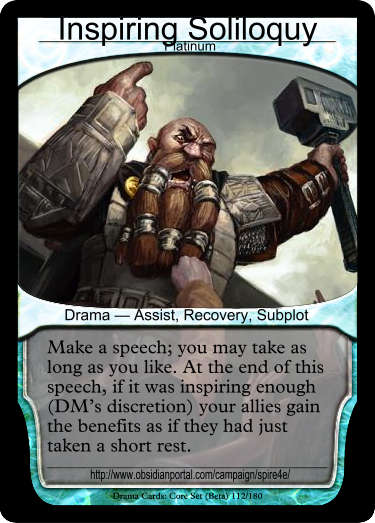 Inspiring Soliloquy
Platinum
Drama — Assist, Recovery, Subplot
Make a speech; you may take as
long as you like. At the end of this
speech, if it was inspiring enough
(DM's discretion) your allies gain
the benefits as if they had just
taken a short rest.
http://www.obsidianportal.com/campaign/spire4e/
Drama Cards: Core Set (Beta) 112/180